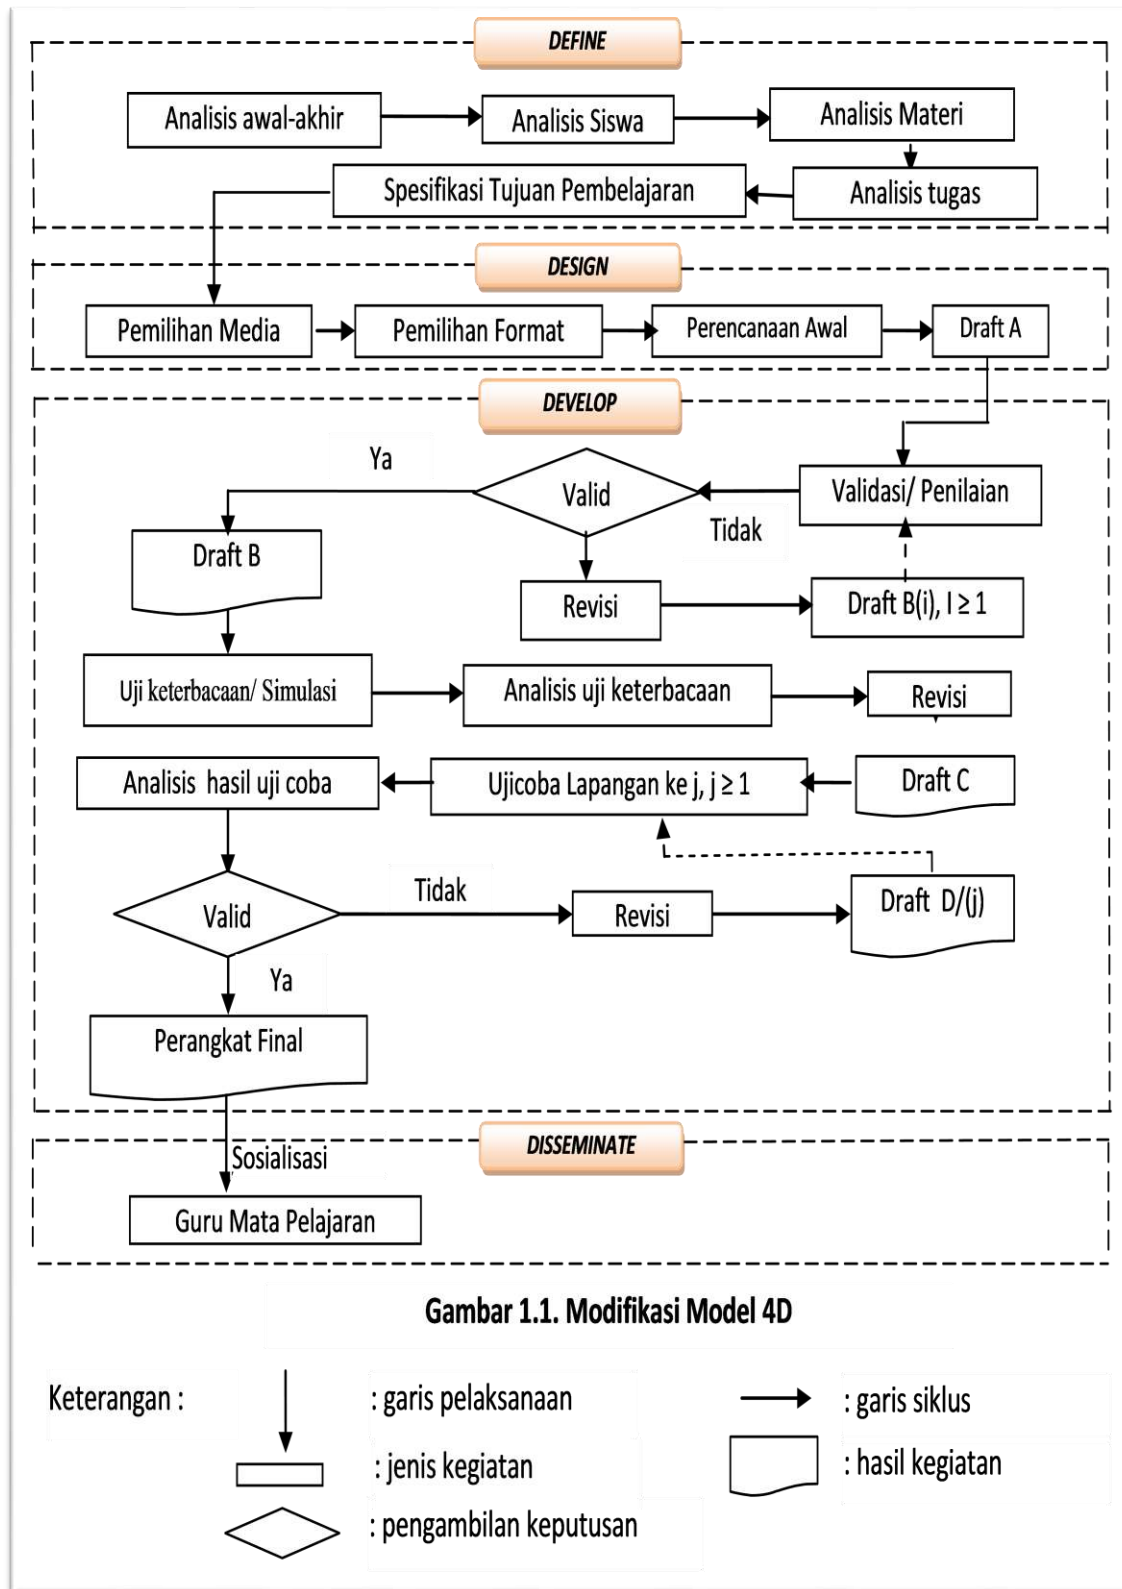 DEFINE
Analisis awal-akhir
Analisis Siswa
Analisis Materi
Spesifikasi Tujuan Pembelajaran
Analisis tugas
DESIGN
Pemilihan Media
Pemilihan Format
Perencanaan Awal
Draft A
DEVELOP
Ya
Valid
Validasi/ Penilaian
Tidak
Draft B
Revisi
Draft B(i), I ≥ 1
Uji keterbacaan/ Simulasi
Analisis uji keterbacaan
Revisi
Analisis hasil uji coba
Ujicoba Lapangan ke j, j ≥ 1
Draft C
Valid
Tidak
Revisi
Draft D/(j)
Ya
Perangkat Final
DISSEMINATE
Sosialisasi
Guru Mata Pelajaran
Gambar 1.1. Modifikasi Model 4D
Keterangan :
: garis pelaksanaan
: garis siklus
: jenis kegiatan
: hasil kegiatan
: pengambilan keputusan